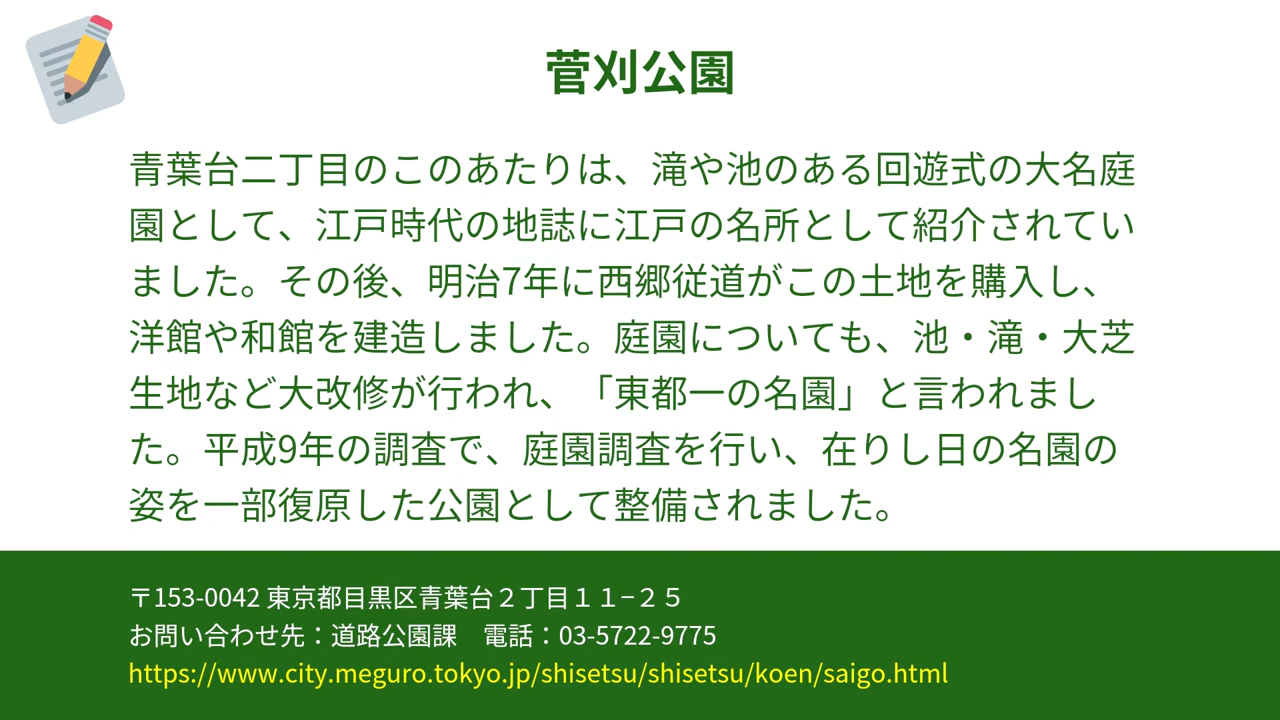 菅刈公園
青葉台二丁目のこのあたりは、滝や池のある回遊式の大名庭
園として、江戸時代の地誌に江戸の名所として紹介されてい
ました。その後、明治7年に西郷従道がこの土地を購入し、
洋館や和館を建造しました。庭園についても、池・滝・大芝
生地など大改修が行われ、「東都一の名園」と言われまし
た。平成9年の調査で、庭園調査を行い、在りし日の名園の
姿を一部復原した公園として整備されました。
〒153-0042 東京都目黒区青葉台２丁目１１−２５
お問い合わせ先：道路公園課　電話：03-5722-9775
https://www.city.meguro.tokyo.jp/shisetsu/shisetsu/koen/saigo.html